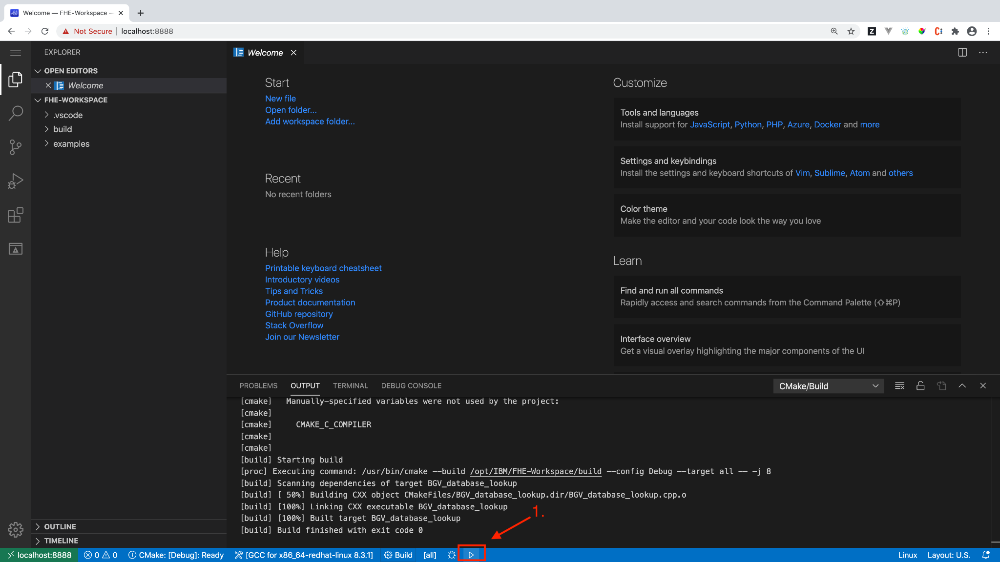 Welcome — FHE-Workspace —
Not Secure
localhost:8888
EXPLORER
OPEN EDITORS
Welcome
FHE-WORKSPACE
.vscode
build
examples
OUTLINE
TIMELINE
Welcome
Start
New file
Open folder...
Add workspace folder...
Recent
No recent folders
Help
Printable keyboard cheatsheet
Introductory videos
Tips and Tricks
Product documentation
GitHub repository
Stack Overflow
Join our Newsletter
Customize
Tools and languages
Install support for JavaScript, Python, PHP, Azure, Docker and more
Settings and keybindings
Install the settings and keyboard shortcuts of Vim, Sublime, Atom and others
Color theme
Make the editor and your code look the way you love
Learn
Find and run all commands
Rapidly access and search commands from the Command Palette (⇧⌘P)
Interface overview
Get a visual overlay highlighting the major components of the UI
PROBLEMS OUTPUT TERMINAL DEBUG CONSOLE
CMake/Build
[cmake]   Manually-specified variables were not used by the project:
[cmake]
[cmake]     CMAKE_C_COMPILER
[cmake]
[cmake]
[build] Starting build
[proc] Executing command: /usr/bin/cmake --build /opt/IBM/FHE-Workspace/build --config Debug --target all -- -j 8
[build] Scanning dependencies of target BGV_database_lookup
[build] [ 50%] Building CXX object CMakeFiles/BGV_database_lookup.dir/BGV_database_lookup.cpp.o
[build] [100%] Linking CXX executable BGV_database_lookup
[build] [100%] Built target BGV_database_lookup
[build] Build finished with exit code 0
1.
localhost:8888 0 0 CMake: [Debug]: Ready [GCC for x86_64-redhat-linux 8.3.1] Build [all] Linux Layout: U.S.